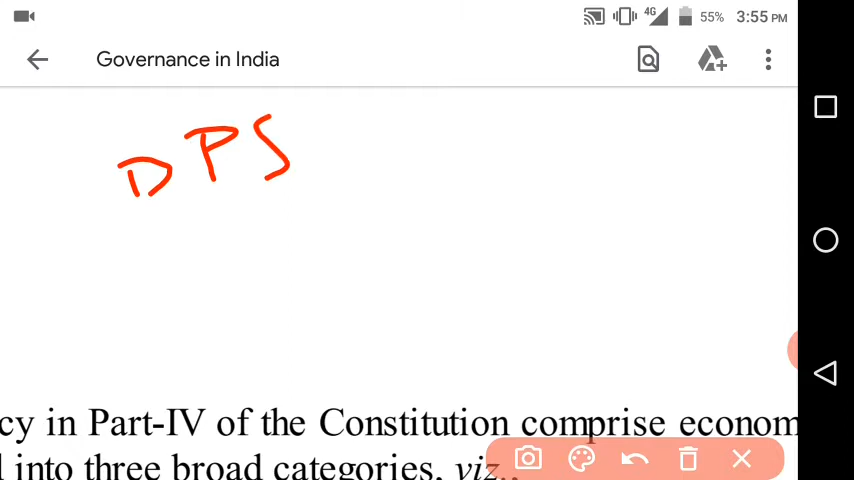 4G 55% 3:55 PM
Governance in India
DPS
cy in Part-IV of the Constitution comprise econom
into three broad categories, viz.,